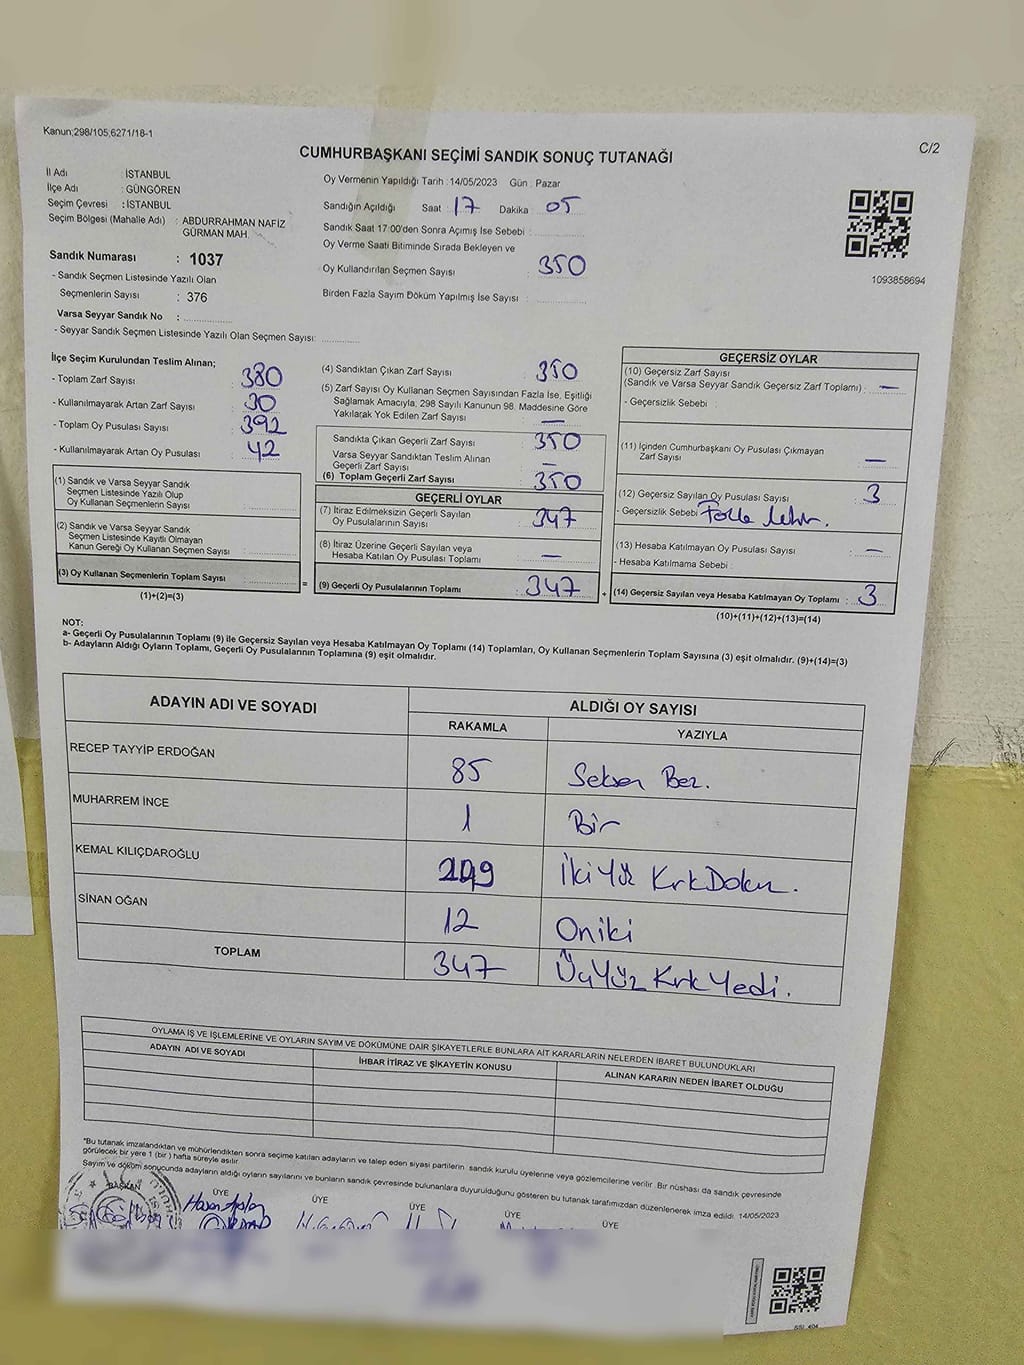 Kanun;298/105,6271/18-1
C/2
CUMHURBAŞKANI SEÇİMİ SANDIK SONUÇ TUTANAĞI
İl Adı : İSTANBUL
İlçe Adı : GÜNGÖREN
Seçim Çevresi : İSTANBUL
Seçim Bölgesi (Mahalle Adı) : ABDURRAHMAN NAFİZ
GÜRMAN MAH.
Sandık Numarası : 1037
- Sandık Seçmen Listesinde Yazılı Olan
Seçmenlerin Sayısı : 376
Varsa Seyyar Sandık No : ..............
- Seyyar Sandık Seçmen Listesinde Yazılı Olan Seçmen Sayısı: ............
Oy Vermenin Yapıldığı Tarih : 14/05/2023 Gün : Pazar
Sandığın Açıldığı Saat 17 Dakika 05
Sandık Saat 17:00'den Sonra Açımış İse Sebebi : ..............
Oy Verme Saati Bitiminde Sırada Bekleyen ve
Oy Kullandırılan Seçmen Sayısı 350
Birden Fazla Sayım Döküm Yapılmış İse Sayısı : ..............
1093858694
İlçe Seçim Kurulundan Teslim Alınan;
- Toplam Zarf Sayısı : 380
- Kullanılmayarak Artan Zarf Sayısı : 30
- Toplam Oy Pusulası Sayısı : 392
- Kullanılmayarak Artan Oy Pusulası : 42
(1) Sandık ve Varsa Seyyar Sandık
Seçmen Listesinde Yazılı Olup
Oy Kullanan Seçmenlerin Sayısı : ..............
(2) Sandık ve Varsa Seyyar Sandık
Seçmen Listesinde Kayıtlı Olmayan
Kanun Gereği Oy Kullanan Seçmen Sayısı : ..............
(3) Oy Kullanan Seçmenlerin Toplam Sayısı : ..............
(1)+(2)=(3)
=
(4) Sandıktan Çıkan Zarf Sayısı : 350
(5) Zarf Sayısı Oy Kullanan Seçmen Sayısından Fazla İse, Eşitliği
Sağlamak Amacıyla, 298 Sayılı Kanunun 98. Maddesine Göre
Yakılarak Yok Edilen Zarf Sayısı : —
Sandıkta Çıkan Geçerli Zarf Sayısı : 350
Varsa Seyyar Sandıktan Teslim Alınan
Geçerli Zarf Sayısı : —
(6) Toplam Geçerli Zarf Sayısı : 350
GEÇERLİ OYLAR
(7) İtiraz Edilmeksizin Geçerli Sayılan
Oy Pusulalarının Sayısı : 347
(8) İtiraz Üzerine Geçerli Sayılan veya
Hesaba Katılan Oy Pusulası Toplamı : —
(9) Geçerli Oy Pusulalarının Toplamı : 347
+
GEÇERSİZ OYLAR
(10) Geçersiz Zarf Sayısı
(Sandık ve Varsa Seyyar Sandık Geçersiz Zarf Toplamı) : —
- Geçersizlik Sebebi :
(11) İçinden Cumhurbaşkanı Oy Pusulası Çıkmayan
Zarf Sayısı : —
(12) Geçersiz Sayılan Oy Pusulası Sayısı : 3
- Geçersizlik Sebebi
(13) Hesaba Katılmayan Oy Pusulası Sayısı : —
- Hesaba Katılmama Sebebi :
(14) Geçersiz Sayılan veya Hesaba Katılmayan Oy Toplamı : 3
(10)+(11)+(12)+(13)=(14)
NOT:
a- Geçerli Oy Pusulalarının Toplamı (9) ile Geçersiz Sayılan veya Hesaba Katılmayan Oy Toplamı (14) Toplamları, Oy Kullanan Seçmenlerin Toplam Sayısına (3) eşit olmalıdır. (9)+(14)=(3)
b- Adayların Aldığı Oyların Toplamı, Geçerli Oy Pusulalarının Toplamına (9) eşit olmalıdır.
ADAYIN ADI VE SOYADI
ALDIĞI OY SAYISI
RAKAMLA YAZIYLA
RECEP TAYYİP ERDOĞAN 85 Seksen Beş.
MUHARREM İNCE 1 Bir
KEMAL KILIÇDAROĞLU 249 İkiYüz KırkDokuz.
SİNAN OĞAN 12 Oniki
TOPLAM 347 ÜçYüz KırkYedi.
OYLAMA İŞ VE İŞLEMLERİNE VE OYLARIN SAYIM VE DÖKÜMÜNE DAİR ŞİKAYETLERLE BUNLARA AİT KARARLARIN NELERDEN İBARET BULUNDUKLARI
ADAYIN ADI VE SOYADI İHBAR İTİRAZ VE ŞİKAYETİN KONUSU ALINAN KARARIN NEDEN İBARET OLDUĞU
*Bu tutanak imzalandıktan ve mühürlendikten sonra seçime katılan adayların ve talep eden siyasi partilerin sandık kurulu üyelerine veya gözlemcilerine verilir. Bir nüshası da sandık çevresinde
görülecek bir yere 1 (bir) hafta süreyle asılır.
Sayım ve döküm sonucunda adayların aldığı oyların sayılarını ve bunların sandık çevresinde bulunanlara duyurulduğunu gösteren bu tutanak tarafımızdan düzenlenerek imza edildi. 14/05/2023
BAŞKAN ÜYE ÜYE ÜYE ÜYE ÜYE